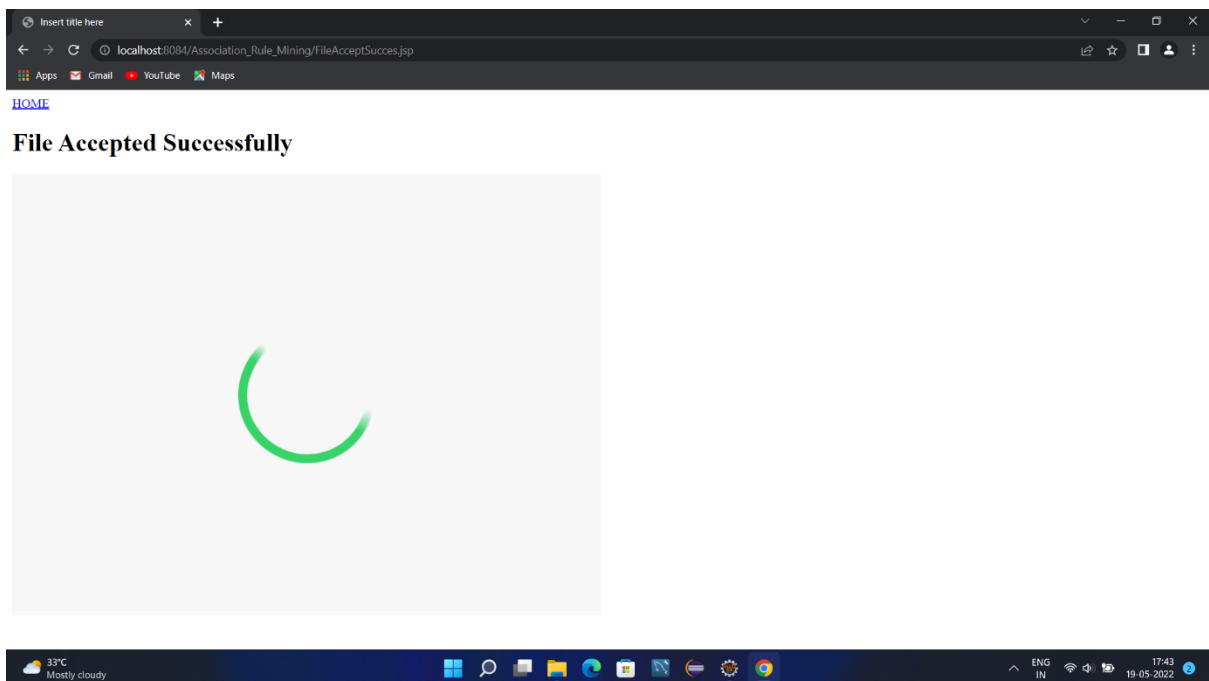 Insert title here
localhost:8084/Association_Rule_Mining/FileAcceptSucces.jsp
Apps Gmail YouTube Maps
HOME
File Accepted Successfully
33°C
Mostly cloudy
ENG
IN
17:43
19-05-2022
2